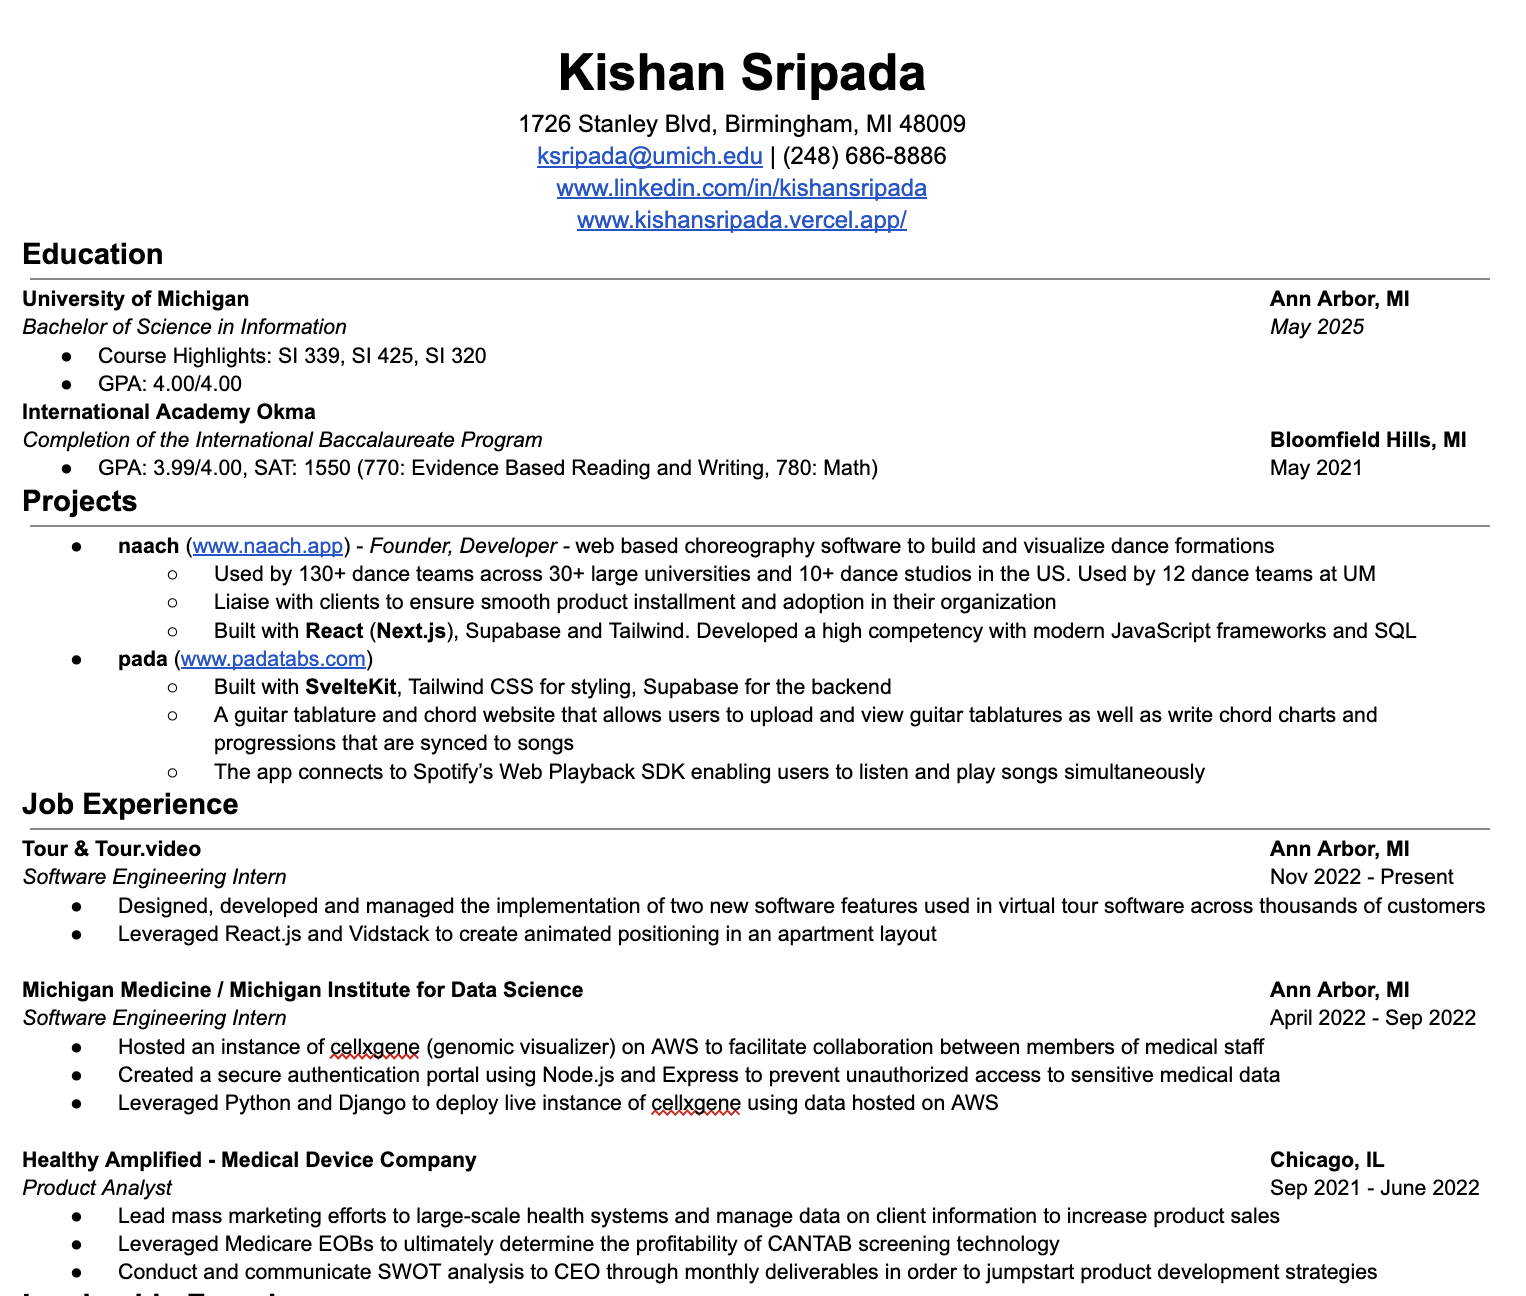 Kishan Sripada
1726 Stanley Blvd, Birmingham, MI 48009
ksripada@umich.edu | (248) 686-8886
www.linkedin.com/in/kishansripada
www.kishansripada.vercel.app/
Education
University of Michigan Ann Arbor, MI
Bachelor of Science in Information May 2025
● Course Highlights: SI 339, SI 425, SI 320
● GPA: 4.00/4.00
International Academy Okma
Completion of the International Baccalaureate Program Bloomfield Hills, MI
● GPA: 3.99/4.00, SAT: 1550 (770: Evidence Based Reading and Writing, 780: Math) May 2021
Projects
● naach (www.naach.app) - Founder, Developer - web based choreography software to build and visualize dance formations
○ Used by 130+ dance teams across 30+ large universities and 10+ dance studios in the US. Used by 12 dance teams at UM
○ Liaise with clients to ensure smooth product installment and adoption in their organization
○ Built with React (Next.js), Supabase and Tailwind. Developed a high competency with modern JavaScript frameworks and SQL
● pada (www.padatabs.com)
○ Built with SvelteKit, Tailwind CSS for styling, Supabase for the backend
○ A guitar tablature and chord website that allows users to upload and view guitar tablatures as well as write chord charts and
progressions that are synced to songs
○ The app connects to Spotify’s Web Playback SDK enabling users to listen and play songs simultaneously
Job Experience
Tour & Tour.video Ann Arbor, MI
Software Engineering Intern Nov 2022 - Present
● Designed, developed and managed the implementation of two new software features used in virtual tour software across thousands of customers
● Leveraged React.js and Vidstack to create animated positioning in an apartment layout
Michigan Medicine / Michigan Institute for Data Science Ann Arbor, MI
Software Engineering Intern April 2022 - Sep 2022
● Hosted an instance of cellxgene (genomic visualizer) on AWS to facilitate collaboration between members of medical staff
● Created a secure authentication portal using Node.js and Express to prevent unauthorized access to sensitive medical data
● Leveraged Python and Django to deploy live instance of cellxgene using data hosted on AWS
Healthy Amplified - Medical Device Company Chicago, IL
Product Analyst Sep 2021 - June 2022
● Lead mass marketing efforts to large-scale health systems and manage data on client information to increase product sales
● Leveraged Medicare EOBs to ultimately determine the profitability of CANTAB screening technology
● Conduct and communicate SWOT analysis to CEO through monthly deliverables in order to jumpstart product development strategies